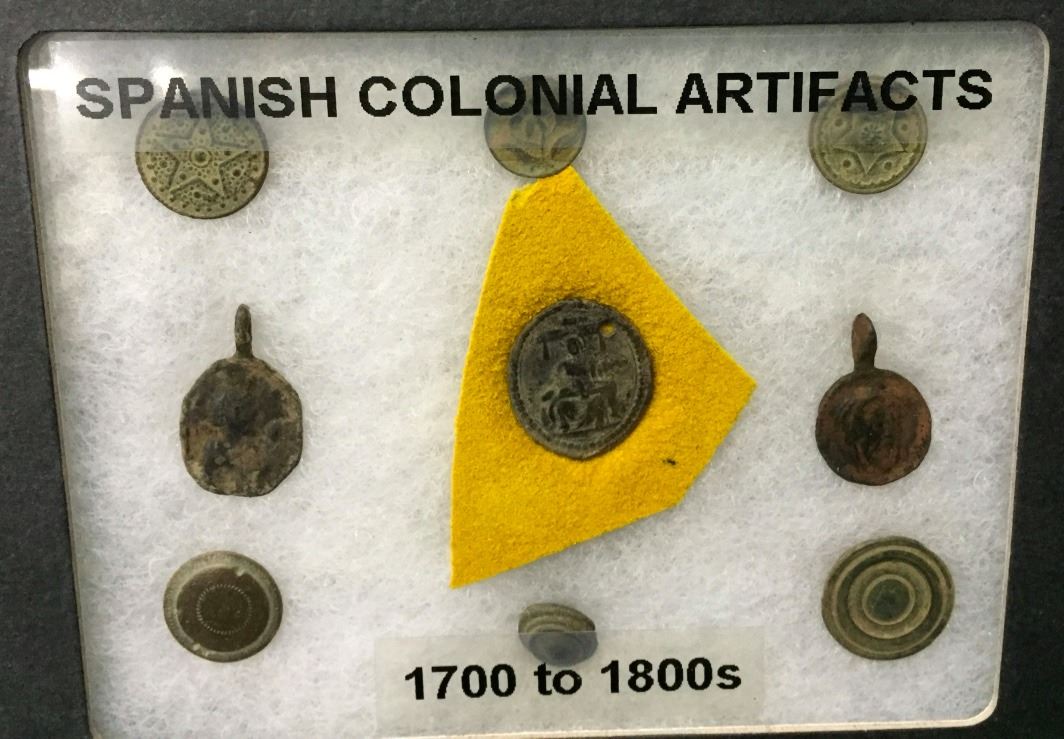 SPANISH COLONIAL ARTIFACTS
1700 to 1800s